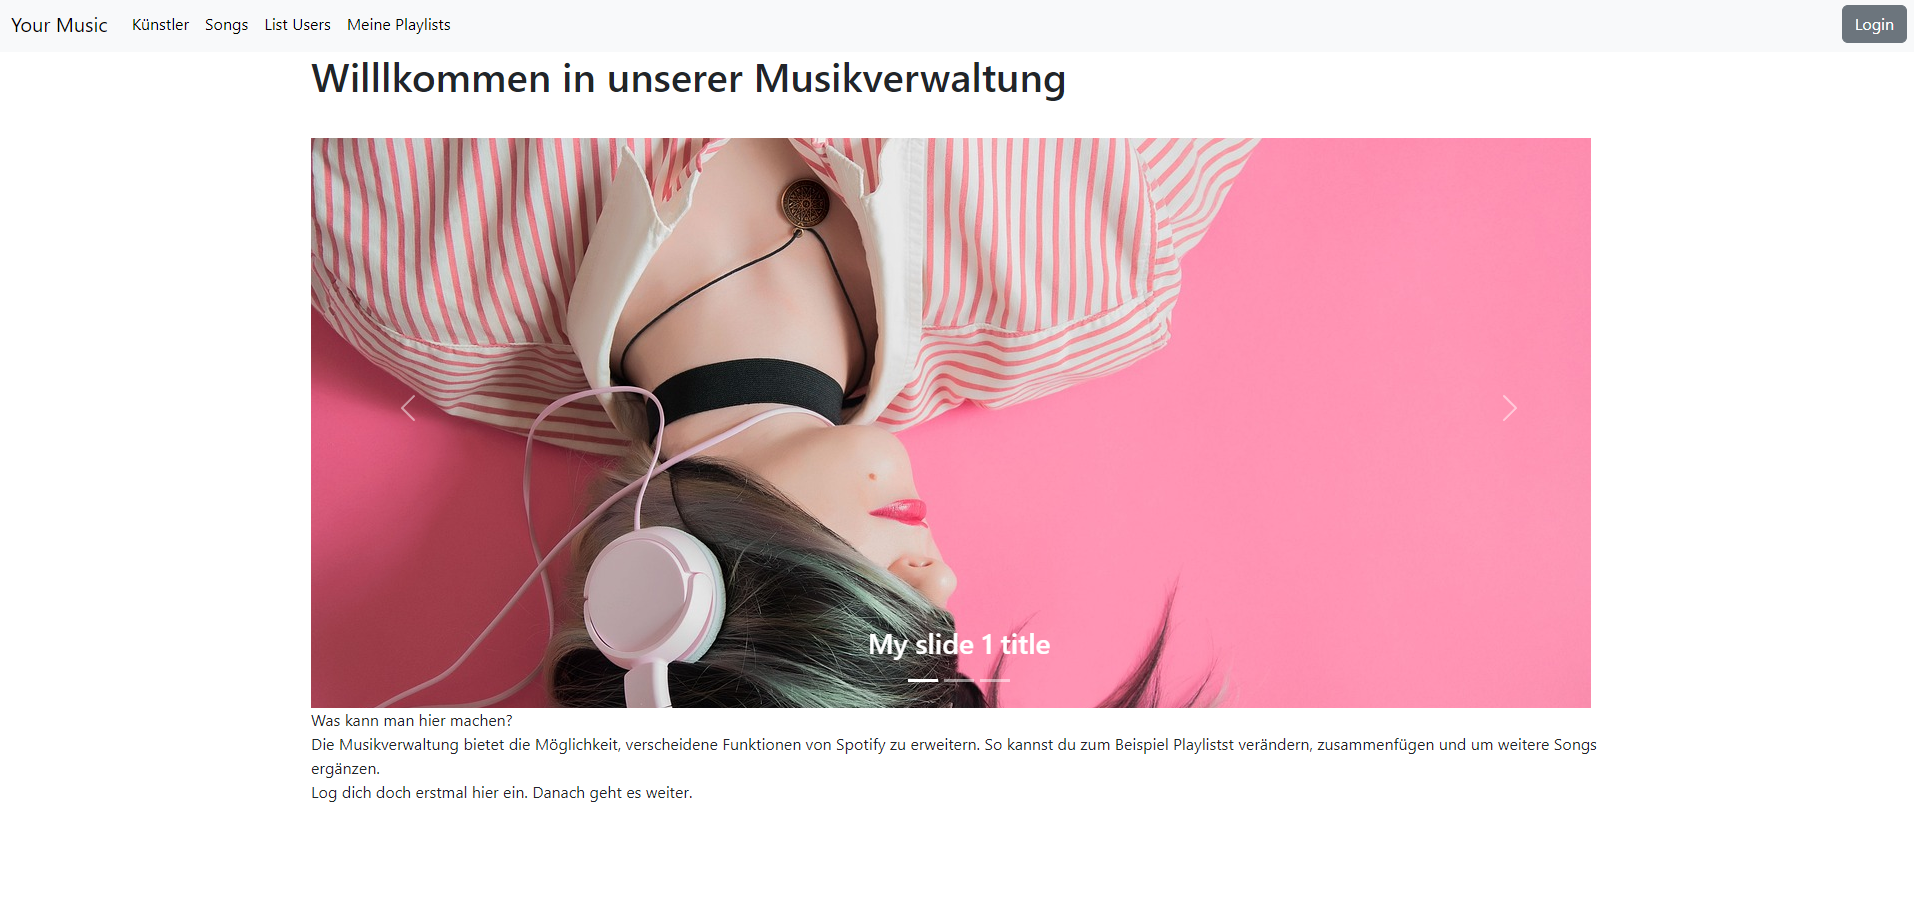 Your Music Künstler Songs List Users Meine Playlists Login
Willlkommen in unserer Musikverwaltung
My slide 1 title
Was kann man hier machen?
Die Musikverwaltung bietet die Möglichkeit, verscheidene Funktionen von Spotify zu erweitern. So kannst du zum Beispiel Playlistst verändern, zusammenfügen und um weitere Songs
ergänzen.
Log dich doch erstmal hier ein. Danach geht es weiter.